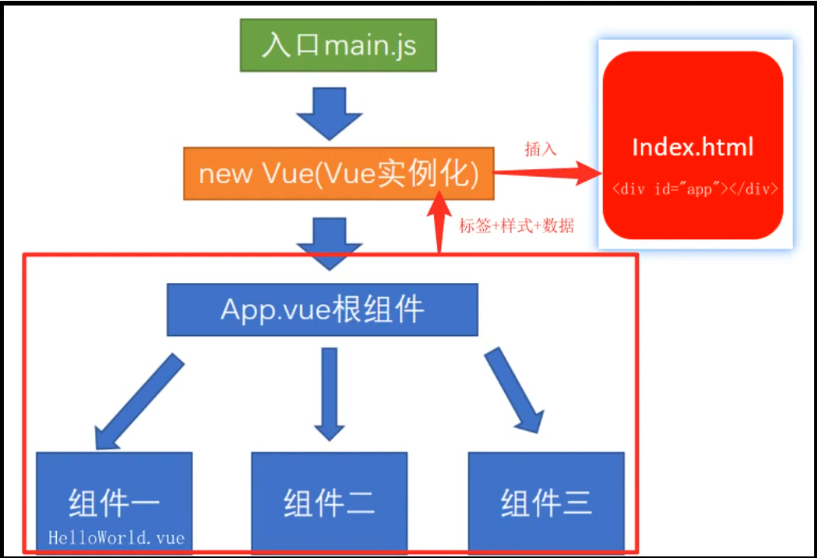 入口main.js
new Vue(Vue实例化)
插入
Index.html
<div id="app"></div>
标签+样式+数据
App.vue根组件
组件一
HelloWorld.vue
组件二
组件三